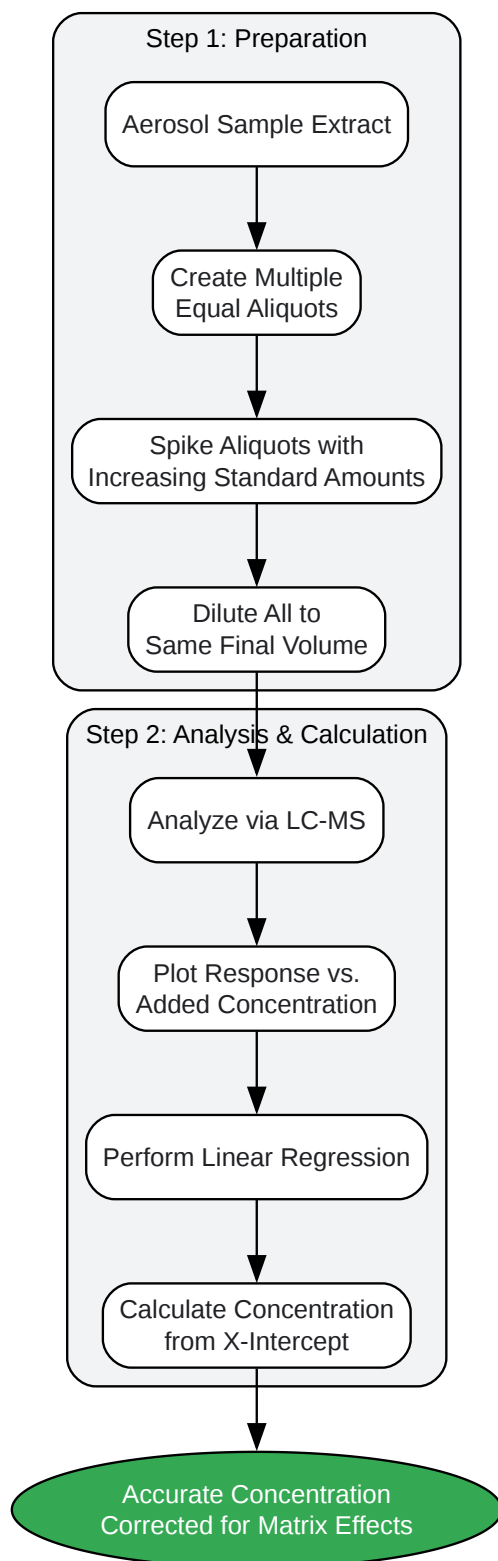 Step 1: Preparation
Aerosol Sample Extract
Create Multiple
Equal Aliquots
Spike Aliquots with
Increasing Standard Amounts
Dilute All to
Same Final Volume
Step 2: Analysis & Calculation
Analyze via LC-MS
Plot Response vs.
Added Concentration
Perform Linear Regression
Calculate Concentration
from X-Intercept
Accurate Concentration
Corrected for Matrix Effects